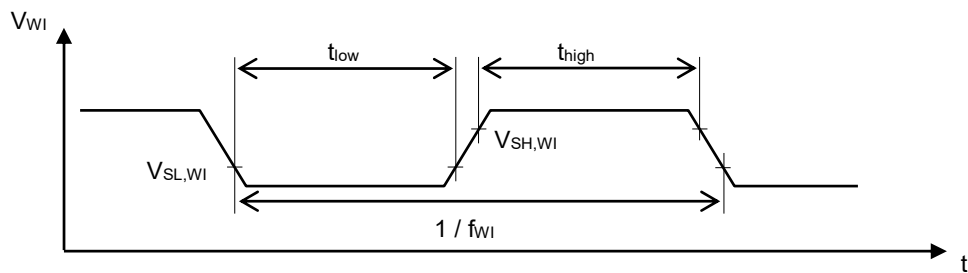 VWI
tlow
thigh
VSH,WI
VSL,WI
1 / fWI
t